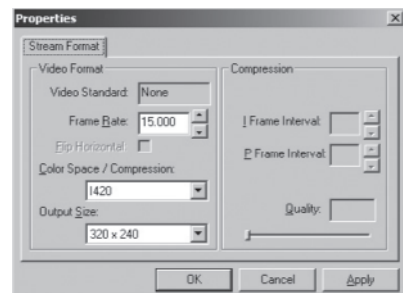 Properties
Stream Format
Video Format
Video Standard: None
Frame Rate: 15.000
Flip Horizontal:
Color Space / Compression:
I420
Output Size:
320 x 240
Compression
I Frame Interval:
P Frame Interval:
Quality:
OK Cancel Apply